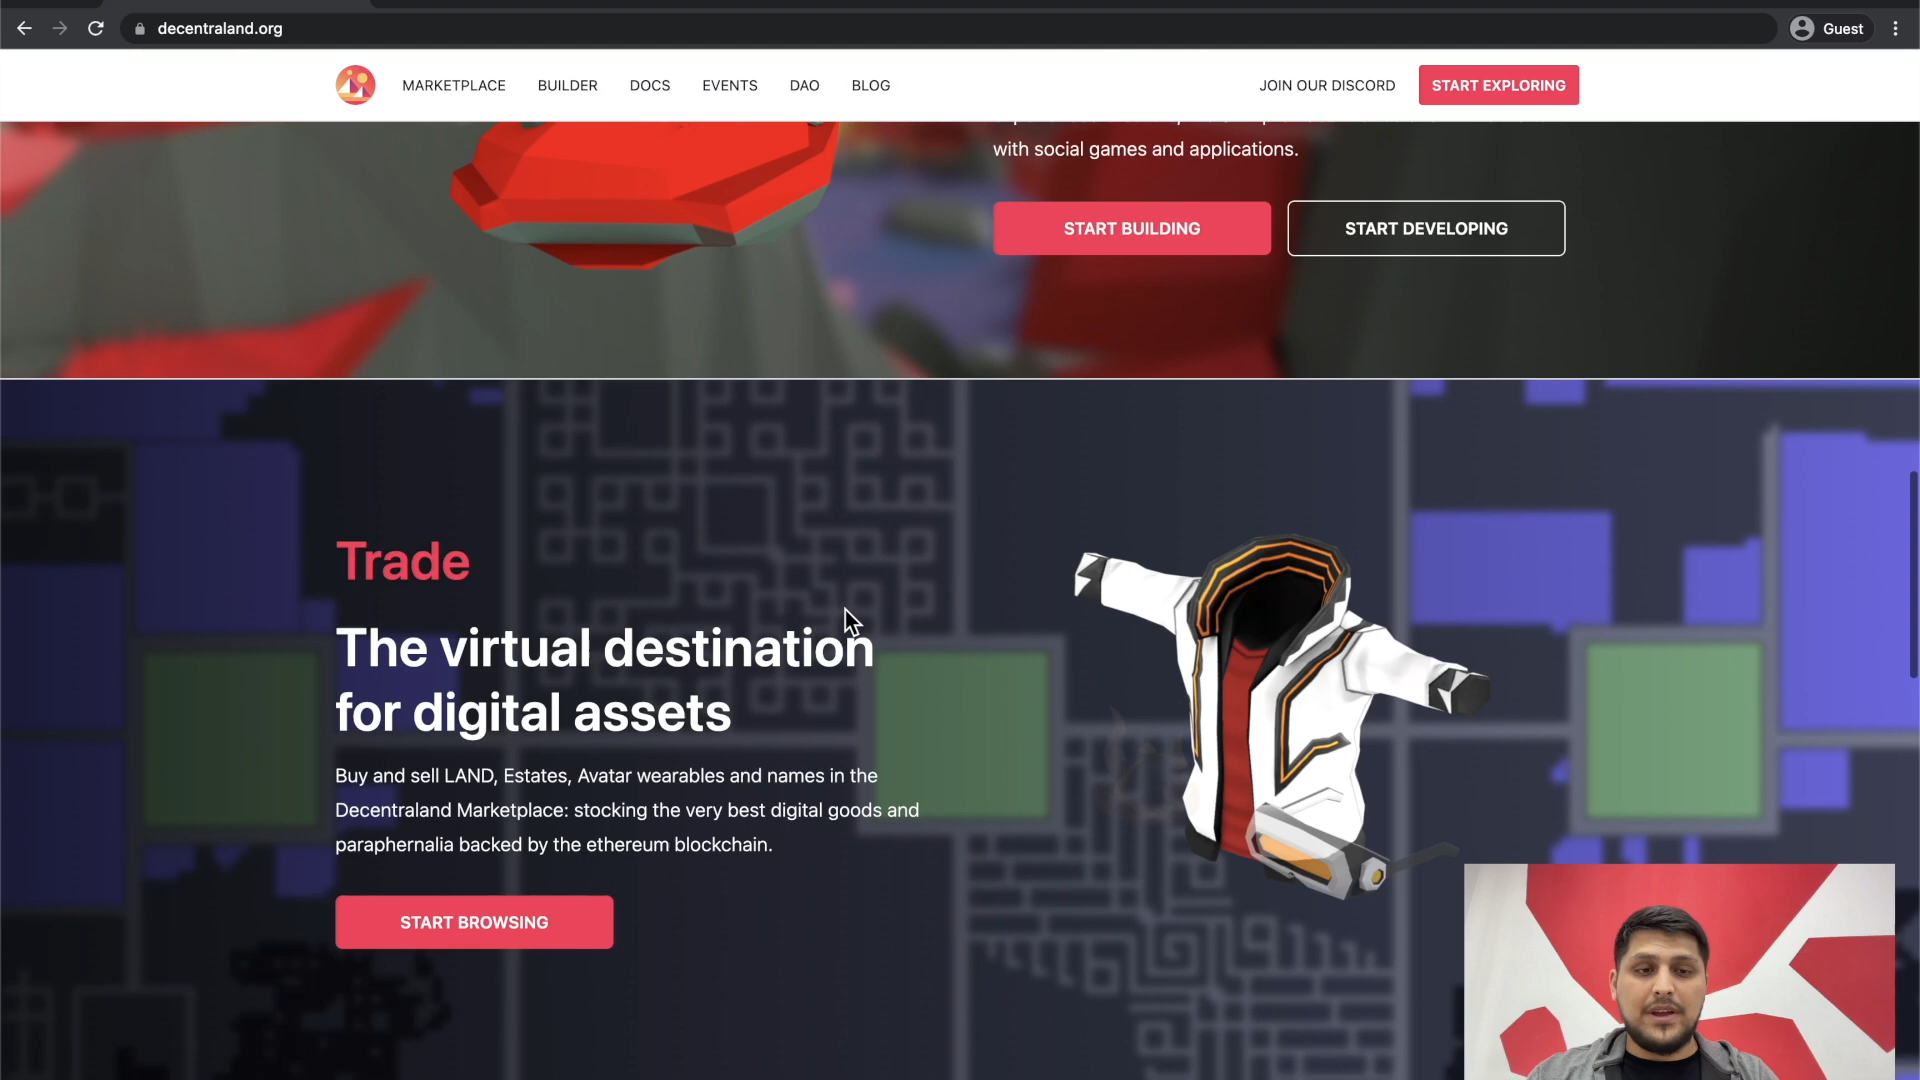 decentraland.org
Guest
MARKETPLACE BUILDER DOCS EVENTS DAO BLOG
JOIN OUR DISCORD START EXPLORING
with social games and applications.
START BUILDING START DEVELOPING
Trade
The virtual destination
for digital assets
Buy and sell LAND, Estates, Avatar wearables and names in the
Decentraland Marketplace: stocking the very best digital goods and
paraphernalia backed by the ethereum blockchain.
START BROWSING